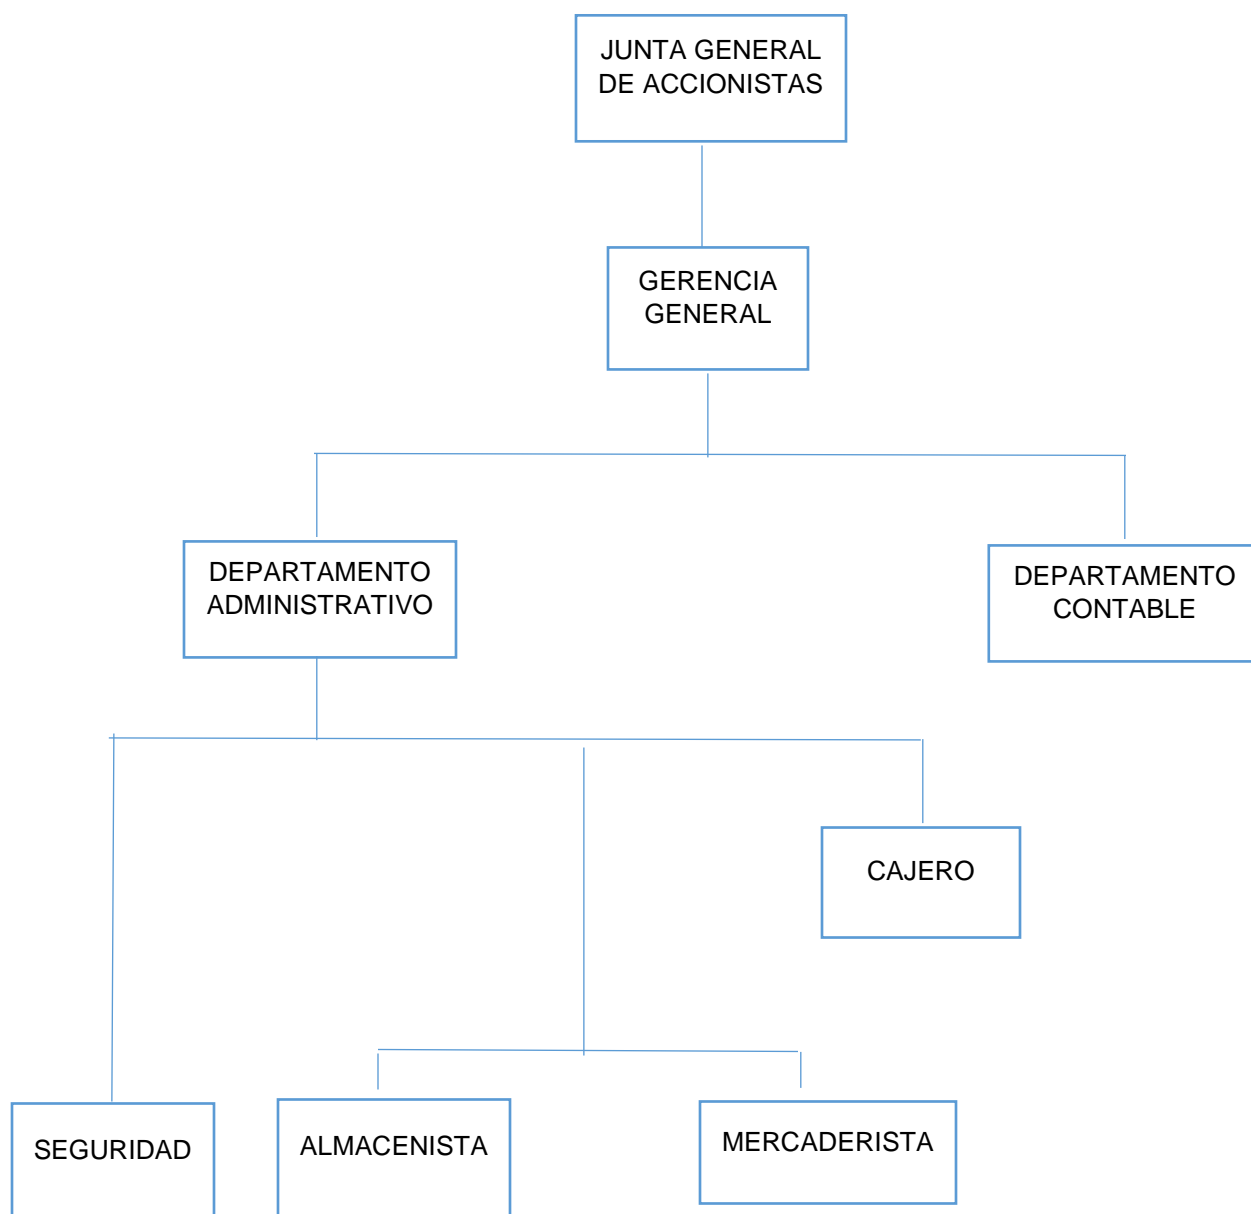 JUNTA GENERAL
DE ACCIONISTAS
GERENCIA
GENERAL
DEPARTAMENTO
ADMINISTRATIVO
DEPARTAMENTO
CONTABLE
CAJERO
SEGURIDAD
ALMACENISTA
MERCADERISTA